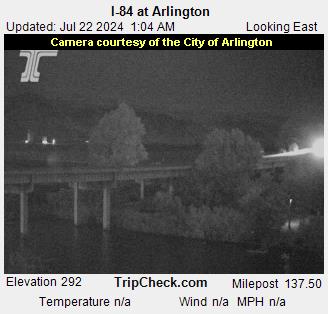 I-84 at Arlington
Updated: Jul 22 2024 1:04 AM Looking East
Camera courtesy of the City of Arlington
Elevation 292 TripCheck.com Milepost 137.50
Temperature n/a Wind n/a MPH n/a